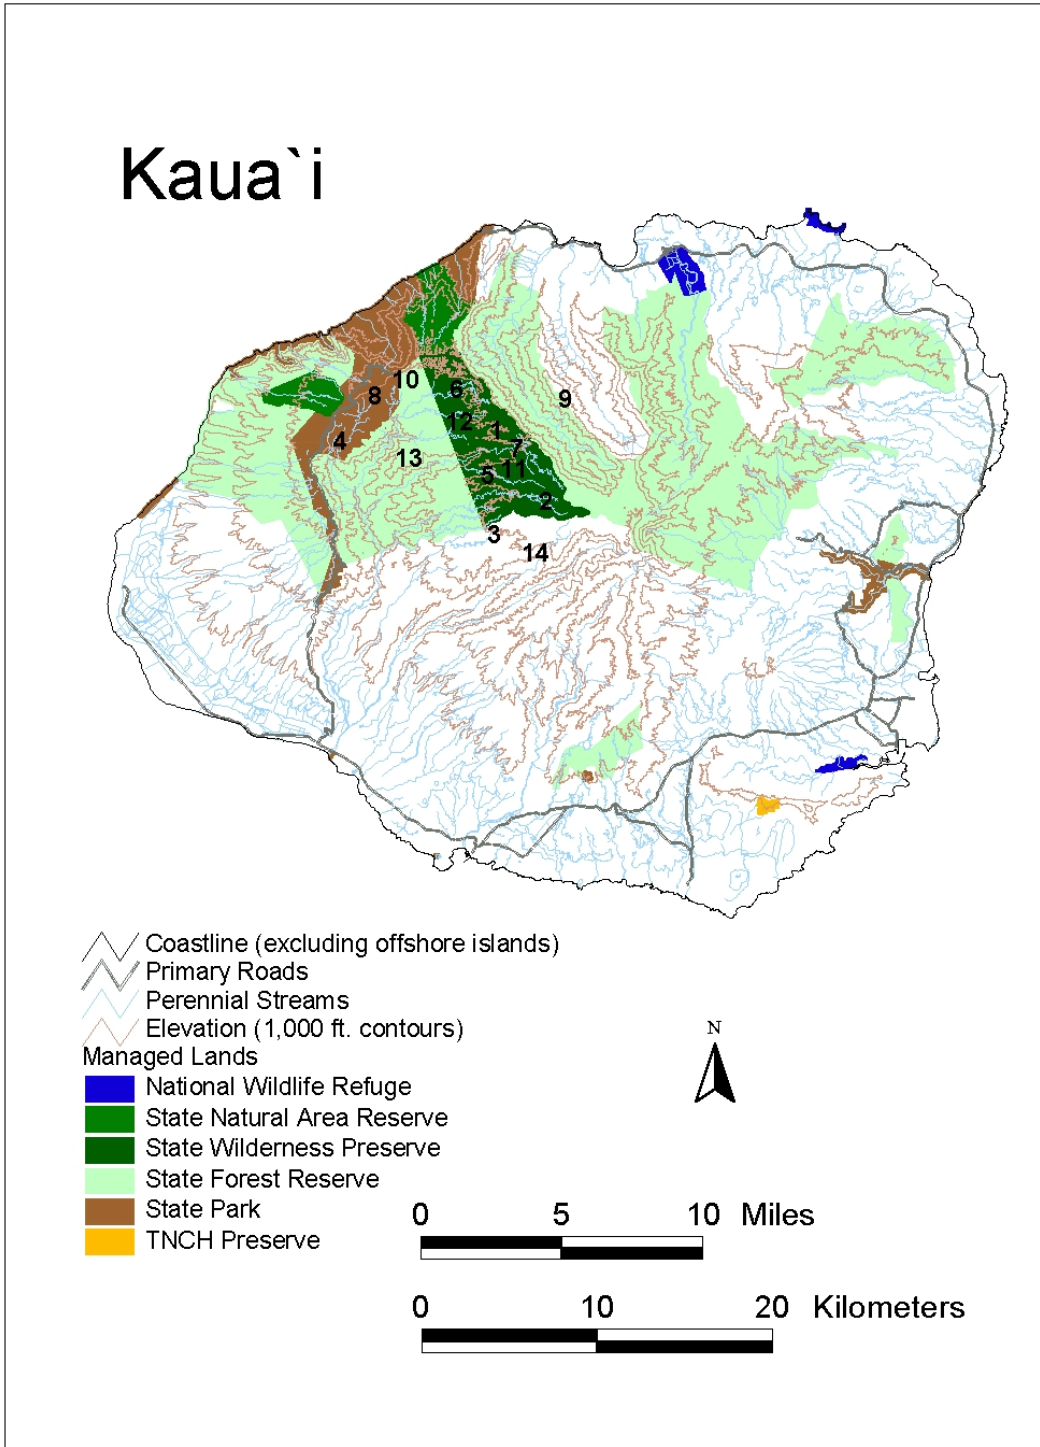 Kaua`i
10
8
6
9
12
4
1
7
13
11
5
2
3
14
Coastline (excluding offshore islands)
Primary Roads
Perennial Streams
Elevation (1,000 ft. contours)
Managed Lands
National Wildlife Refuge
State Natural Area Reserve
State Wilderness Preserve
State Forest Reserve
State Park
TNCH Preserve
N
0 5 10 Miles
0 10 20 Kilometers